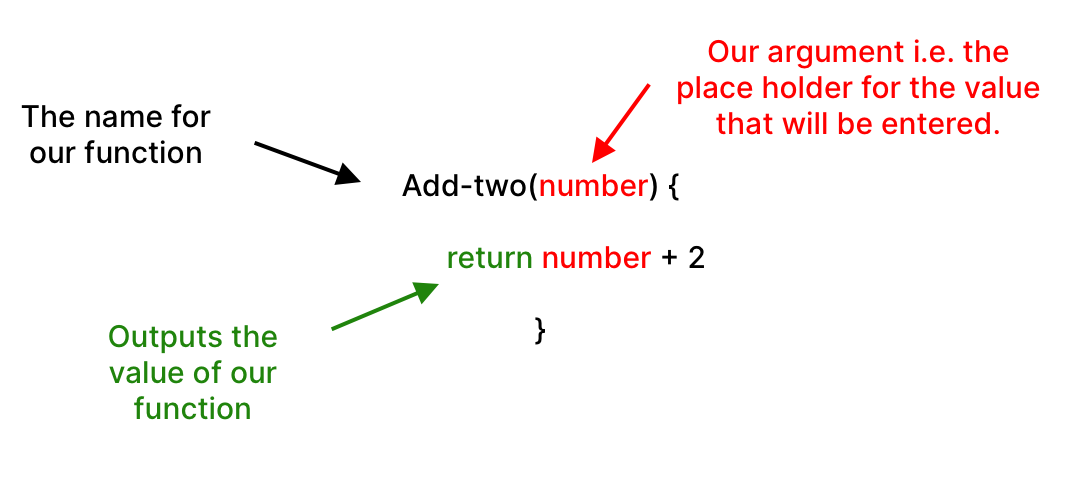 Our argument i.e. the
place holder for the value
that will be entered.
The name for
our function
Add-two(number) {
return number + 2
}
Outputs the
value of our
function